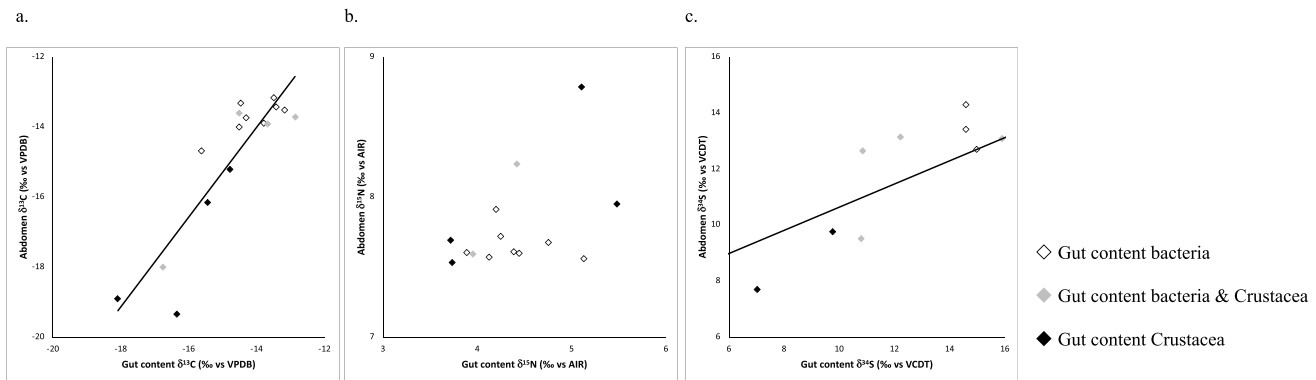 a.
b.
c.
-12
-14
-16
-18
-20
-20
-18
-16
-14
-12
Abdomen δ¹³C (‰ vs VPDB)
Gut content δ¹³C (‰ vs VPDB)
9
8
7
3
4
5
6
Abdomen δ¹⁵N (‰ vs AIR)
Gut content δ¹⁵N (‰ vs AIR)
16
14
12
10
8
6
6
8
10
12
14
16
Abdomen δ³⁴S (‰ vs VCDT)
Gut content δ³⁴S (‰ vs VCDT)
Gut content bacteria
Gut content bacteria & Crustacea
Gut content Crustacea